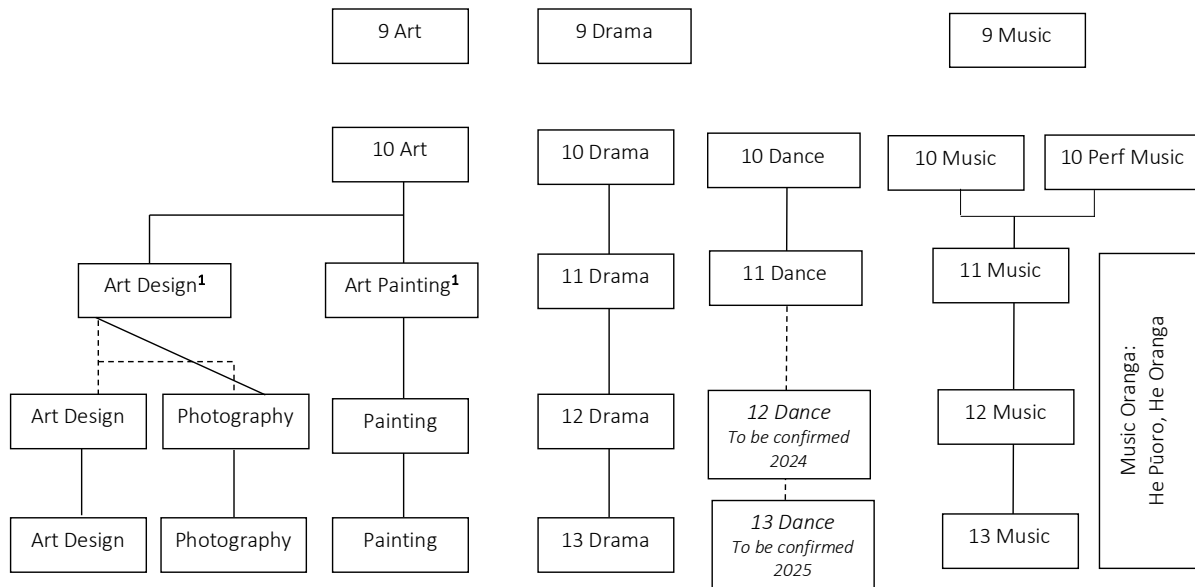 9 Art
9 Drama
9 Music
10 Art
10 Drama
10 Dance
10 Music
10 Perf Music
Art Design¹
Art Painting¹
11 Drama
11 Dance
11 Music
Music Oranga:
He Pūoro, He Oranga
Art Design
Photography
Painting
12 Drama
12 Dance
To be confirmed
2024
12 Music
Art Design
Photography
Painting
13 Drama
13 Dance
To be confirmed
2025
13 Music